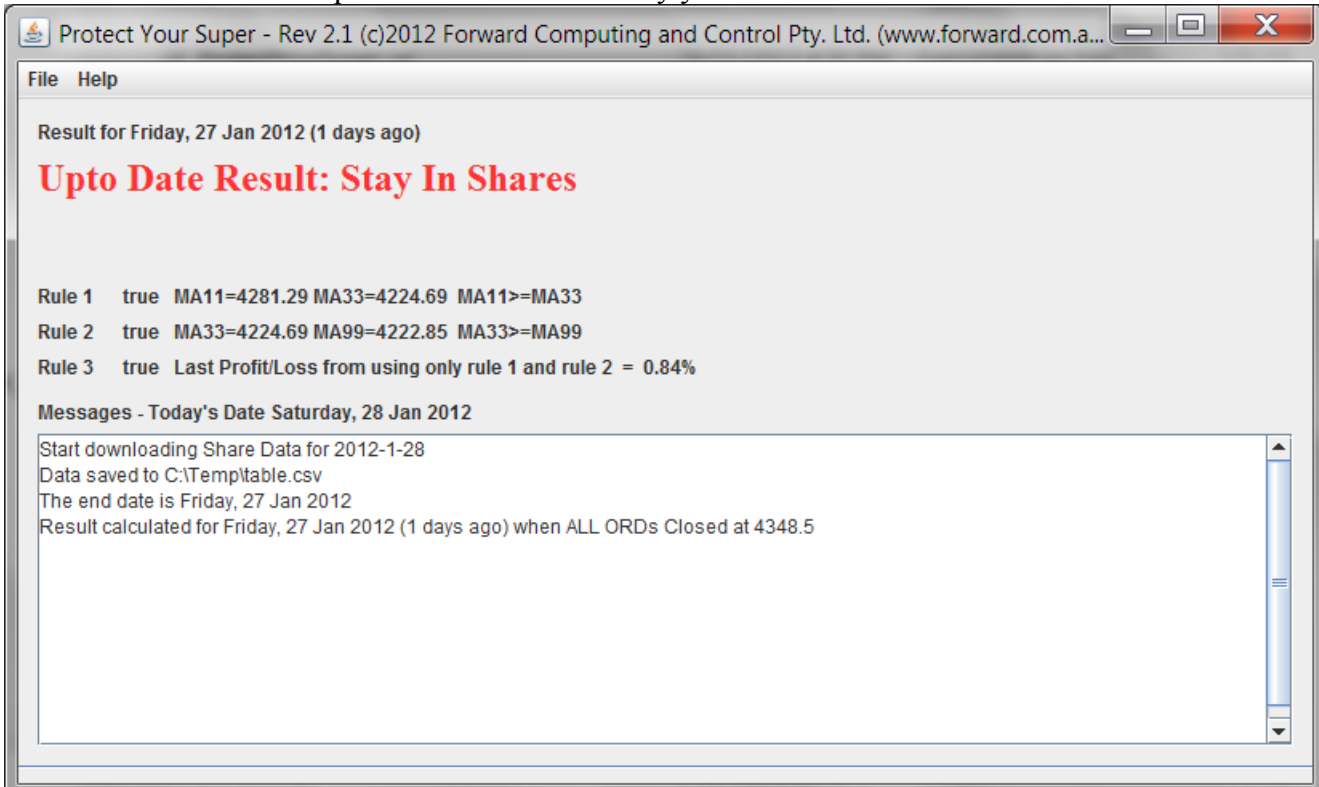 Protect Your Super - Rev 2.1 (c)2012 Forward Computing and Control Pty. Ltd. (www.forward.com.a...
File Help
Result for Friday, 27 Jan 2012 (1 days ago)
Upto Date Result: Stay In Shares
Rule 1 true MA11=4281.29 MA33=4224.69 MA11>=MA33
Rule 2 true MA33=4224.69 MA99=4222.85 MA33>=MA99
Rule 3 true Last Profit/Loss from using only rule 1 and rule 2 = 0.84%
Messages - Today's Date Saturday, 28 Jan 2012
Start downloading Share Data for 2012-1-28
Data saved to C:\Temp\table.csv
The end date is Friday, 27 Jan 2012
Result calculated for Friday, 27 Jan 2012 (1 days ago) when ALL ORDs Closed at 4348.5